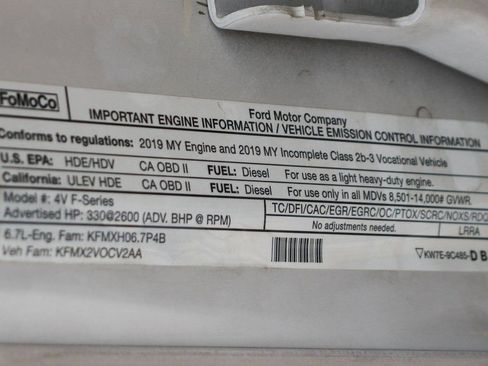 FoMoCo
Ford Motor Company
IMPORTANT ENGINE INFORMATION / VEHICLE EMISSION CONTROL INFORMATION
Conforms to regulations: 2019 MY Engine and 2019 MY Incomplete Class 2b-3 Vocational Vehicle
U.S. EPA: HDE/HDV CA OBD II FUEL: Diesel For use as a light heavy-duty engine.
California: ULEV HDE CA OBD II FUEL: Diesel For use only in all MDVs 8,501-14,000# GVWR.
Model #: 4V F-Series TC/DFI/CAC/EGR/EGRC/OC/PTOX/SCRC/NOXS/RDQ
Advertised HP: 330@2600 (ADV. BHP @ RPM) No adjustments needed. LRRA
6.7L-Eng. Fam: KFMXH06.7P4B
Veh Fam: KFMX2VOCV2AA
KW7E-9C485-D B